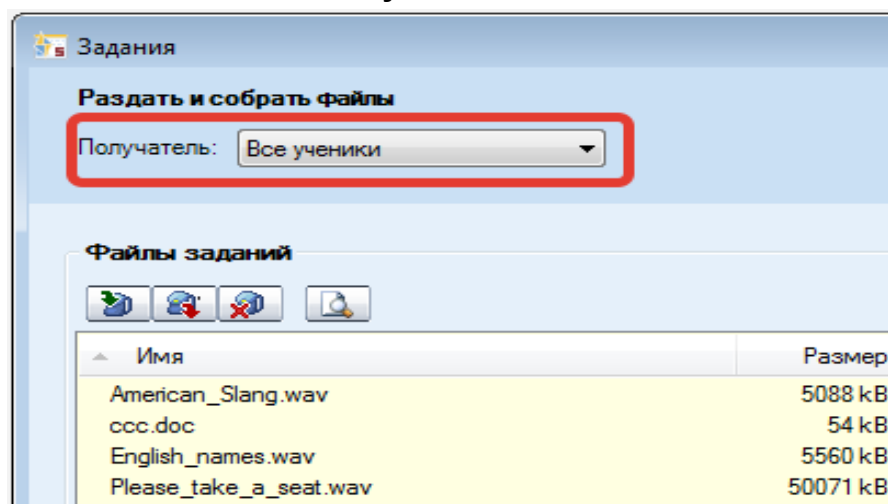 Задания
Раздать и собрать файлы
Получатель: Все ученики
Файлы заданий
Имя Размер
American_Slang.wav 5088 kB
ccc.doc 54 kB
English_names.wav 5560 kB
Please_take_a_seat.wav 50071 kB